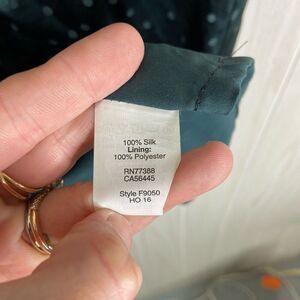 100% Silk
Lining:
100% Polyester
RN77388
CA56445
Style F9050
HO 16